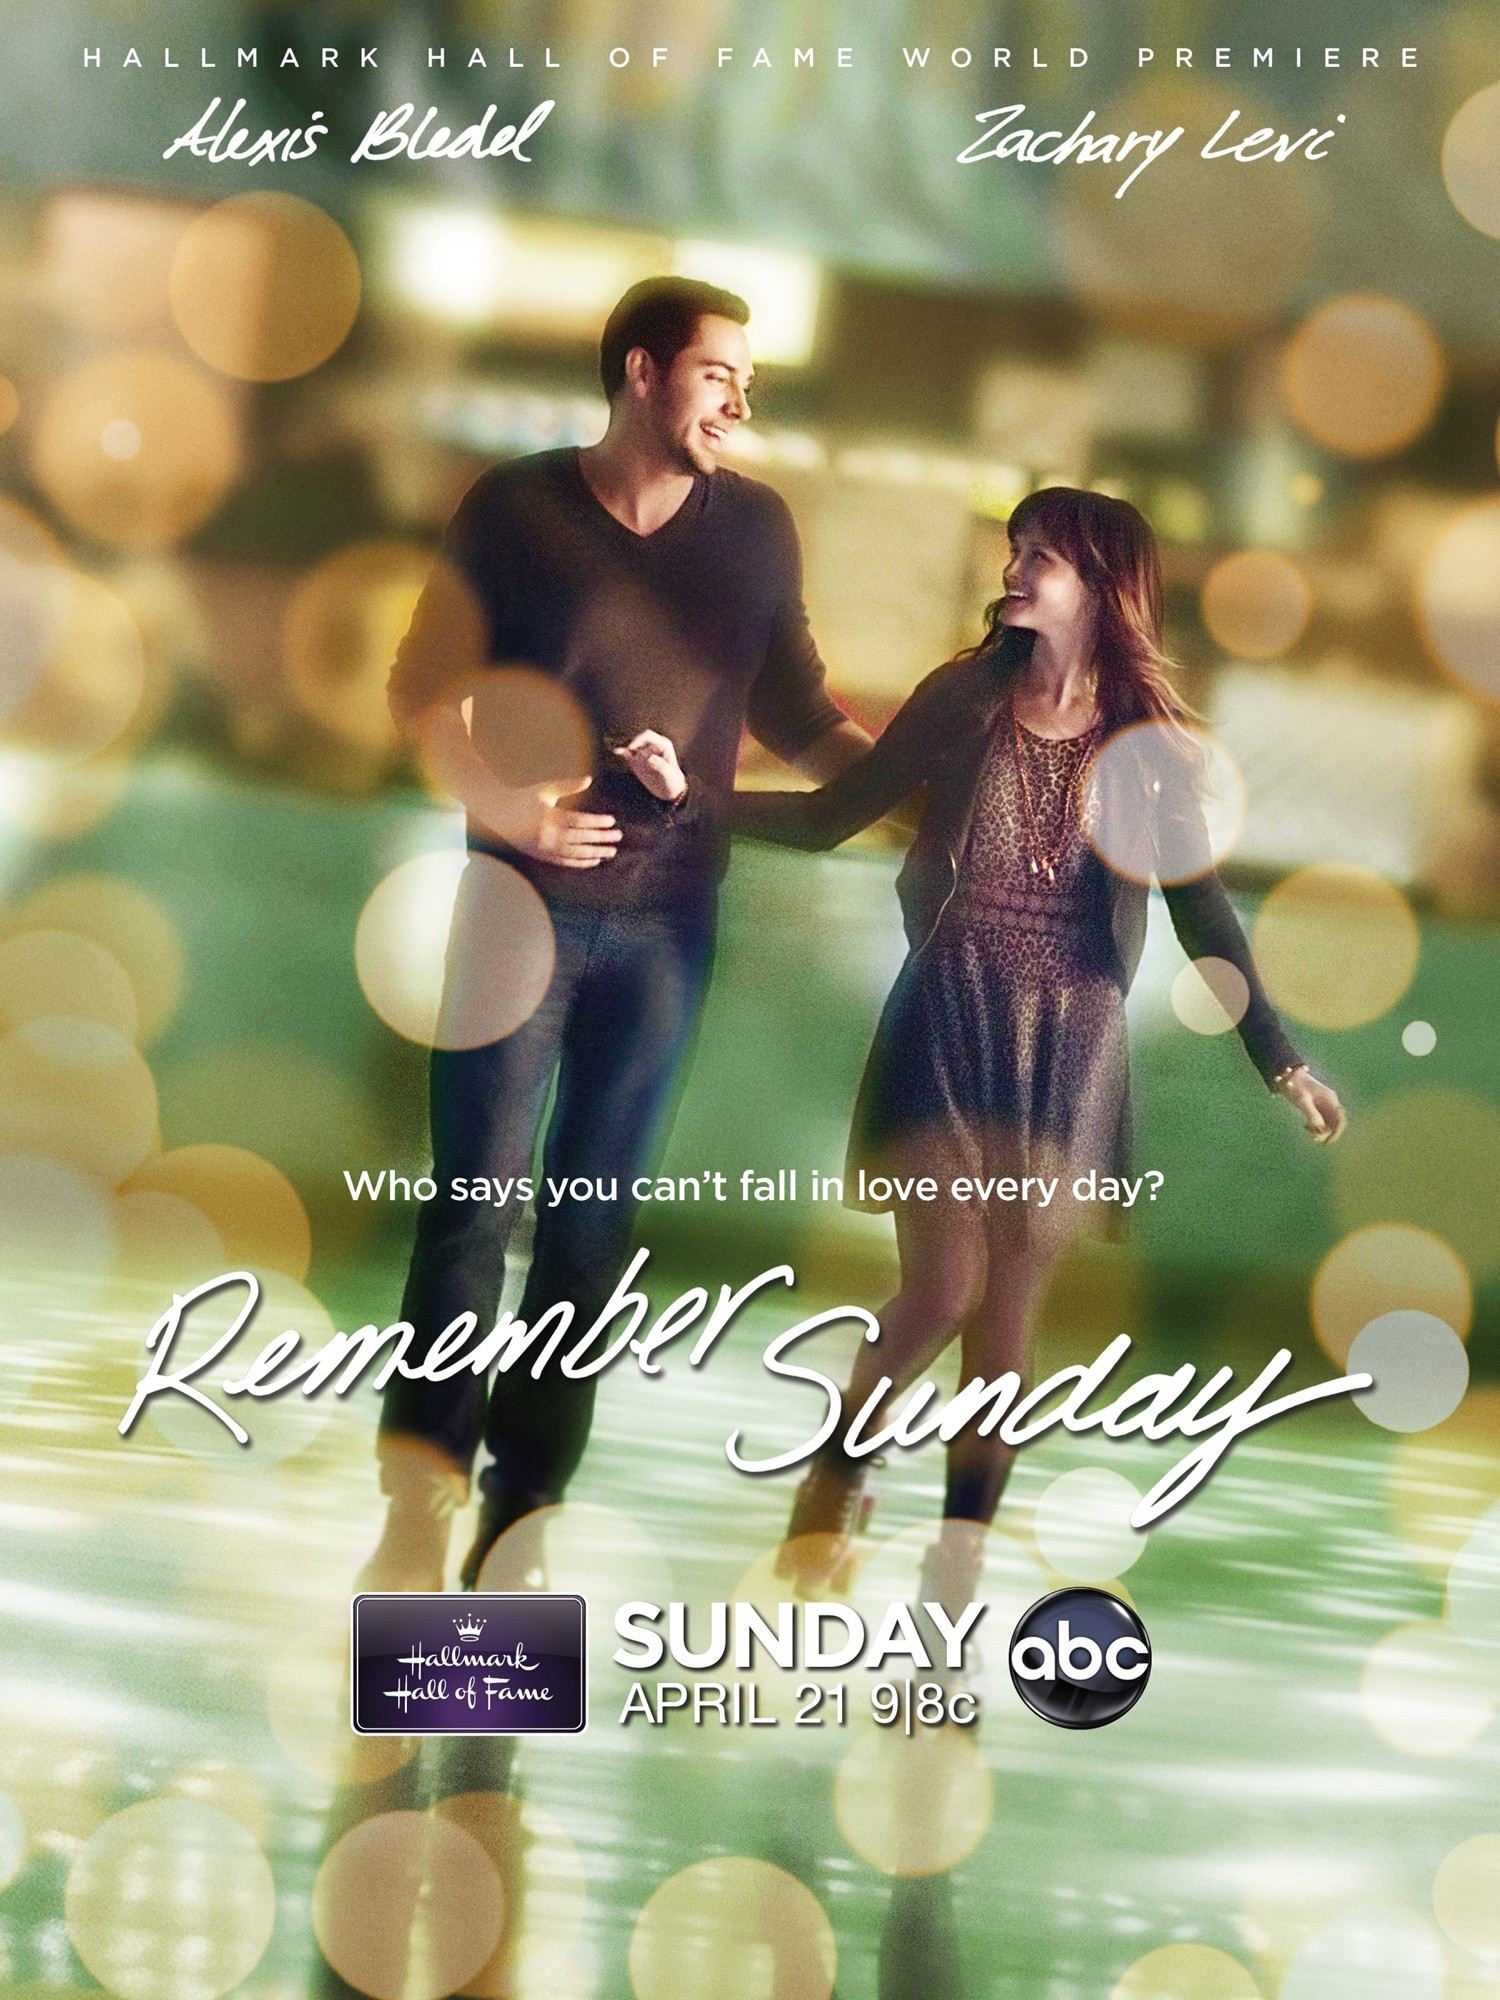 HALLMARK HALL OF FAME WORLD PREMIERE
Alexis Bledel
Zachary Levi
Who says you can't fall in love every day?
Remember Sunday
Hallmark
Hall of Fame
SUNDAY
APRIL 21 9|8c
abc